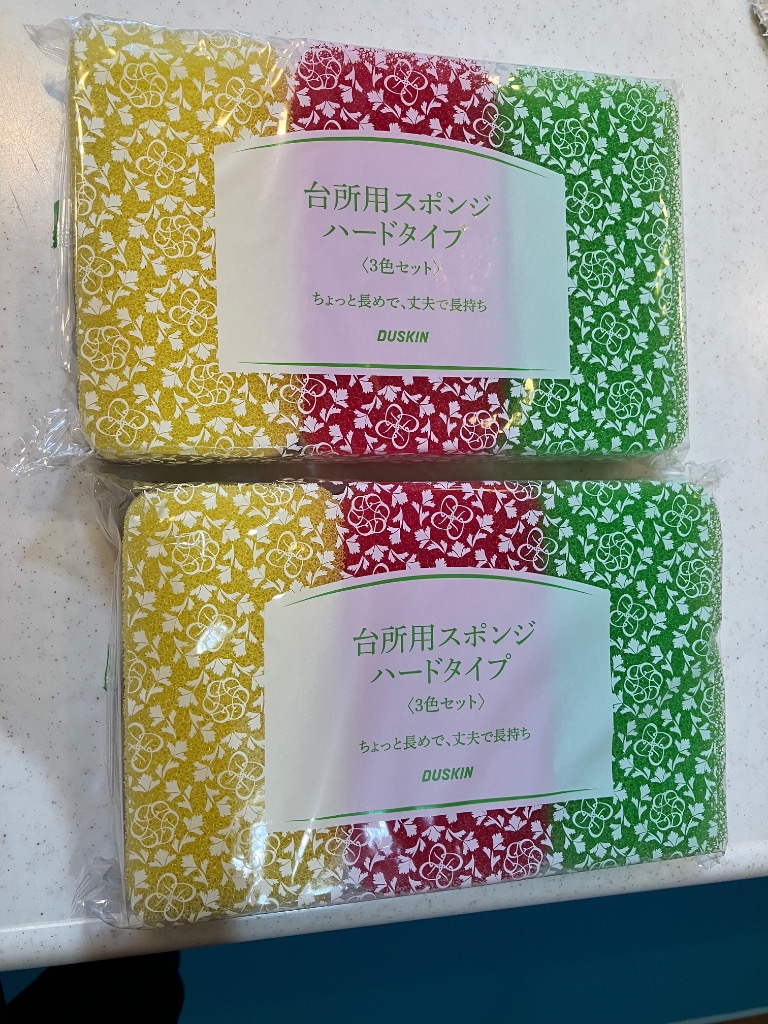 台所用スポンジ
ハードタイプ
〈3色セット〉
ちょっと長めで、丈夫で長持ち
DUSKIN
台所用スポンジ
ハードタイプ
〈3色セット〉
ちょっと長めで、丈夫で長持ち
DUSKIN